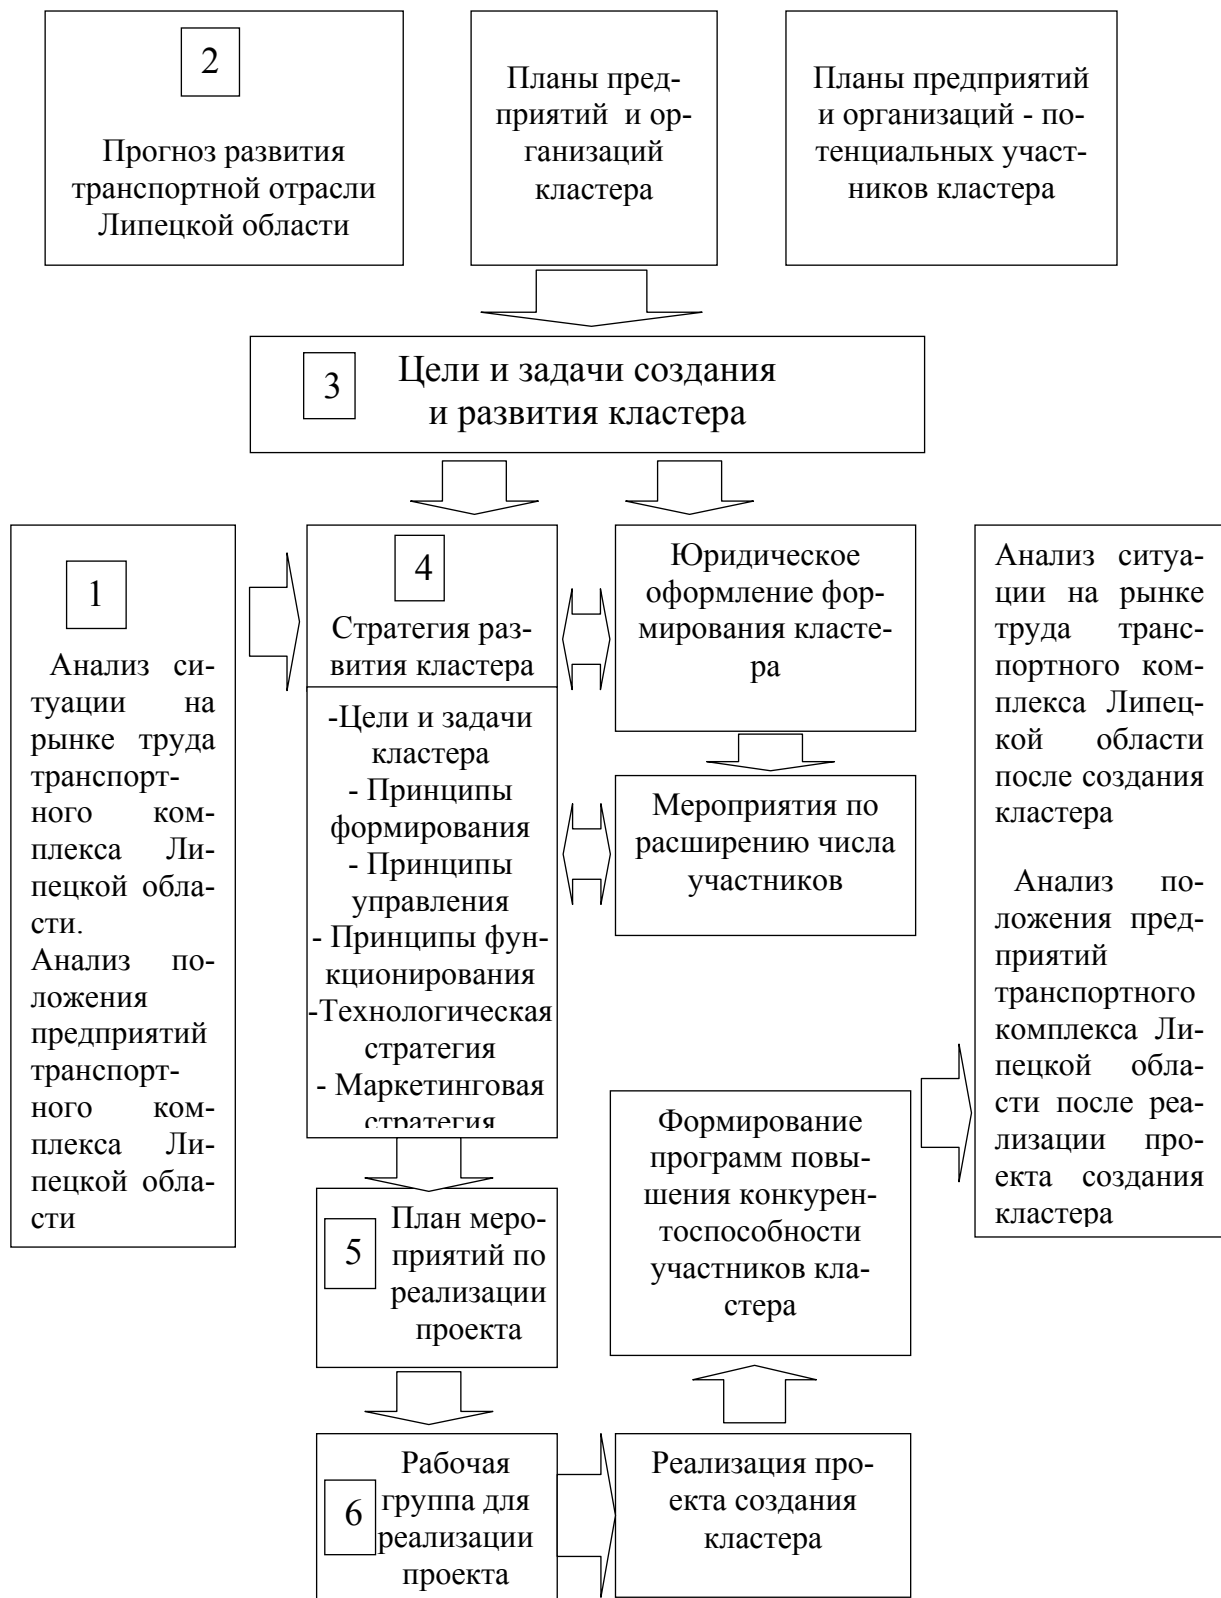 2
Прогноз развития
транспортной отрасли
Липецкой области
Планы пред-
приятий и ор-
ганизаций
кластера
Планы предприятий
и организаций - по-
тенциальных участ-
ников кластера
3
Цели и задачи создания
и развития кластера
1
Анализ си-
туации на
рынке труда
транспорт-
ного ком-
плекса Ли-
пецкой обла-
сти.
Анализ по-
ложения
предприятий
транспорт-
ного ком-
плекса Ли-
пецкой обла-
сти
4
Стратегия раз-
вития кластера
-Цели и задачи
кластера
- Принципы
формирования
- Принципы
управления
- Принципы фун-
кционирования
-Технологическая
стратегия
- Маркетинговая
стратегия
Юридическое
оформление фор-
мирования класте-
ра
Мероприятия по
расширению числа
участников
5
План меро-
приятий по
реализации
проекта
6
Рабочая
группа для
реализации
проекта
Реализация про-
екта создания
кластера
Формирование
программ повы-
шения конкурен-
тоспособности
участников кла-
стера
Анализ ситуа-
ции на рынке
труда транс-
портного ком-
плекса Липец-
кой области
после создания
кластера
Анализ по-
ложения пред-
приятий
транспортного
комплекса Ли-
пецкой обла-
сти после реа-
лизации про-
екта создания
кластера